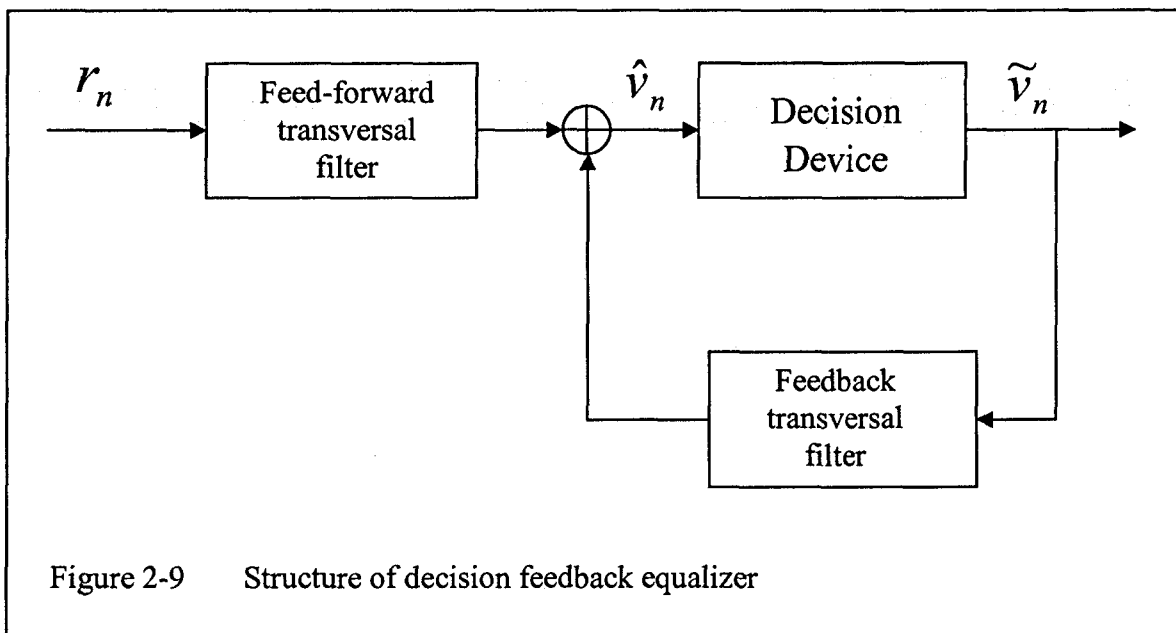 r_n
Feed-forward
transversal
filter
v̂_n
Decision
Device
ṽ_n
Feedback
transversal
filter
Figure 2-9 Structure of decision feedback equalizer